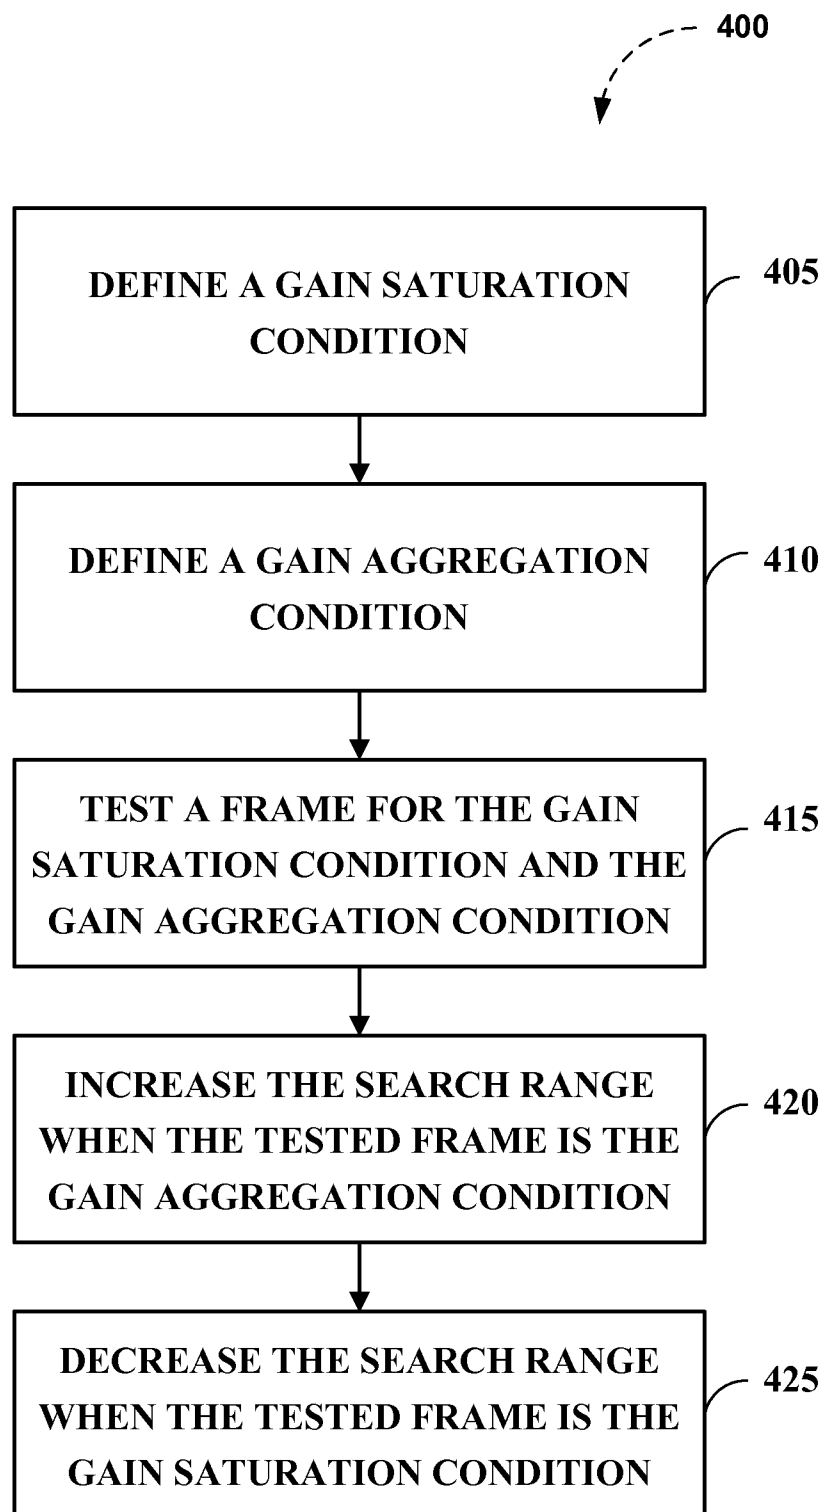 400
DEFINE A GAIN SATURATION
CONDITION
405
DEFINE A GAIN AGGREGATION
CONDITION
410
TEST A FRAME FOR THE GAIN
SATURATION CONDITION AND THE
GAIN AGGREGATION CONDITION
415
INCREASE THE SEARCH RANGE
WHEN THE TESTED FRAME IS THE
GAIN AGGREGATION CONDITION
420
DECREASE THE SEARCH RANGE
WHEN THE TESTED FRAME IS THE
GAIN SATURATION CONDITION
425